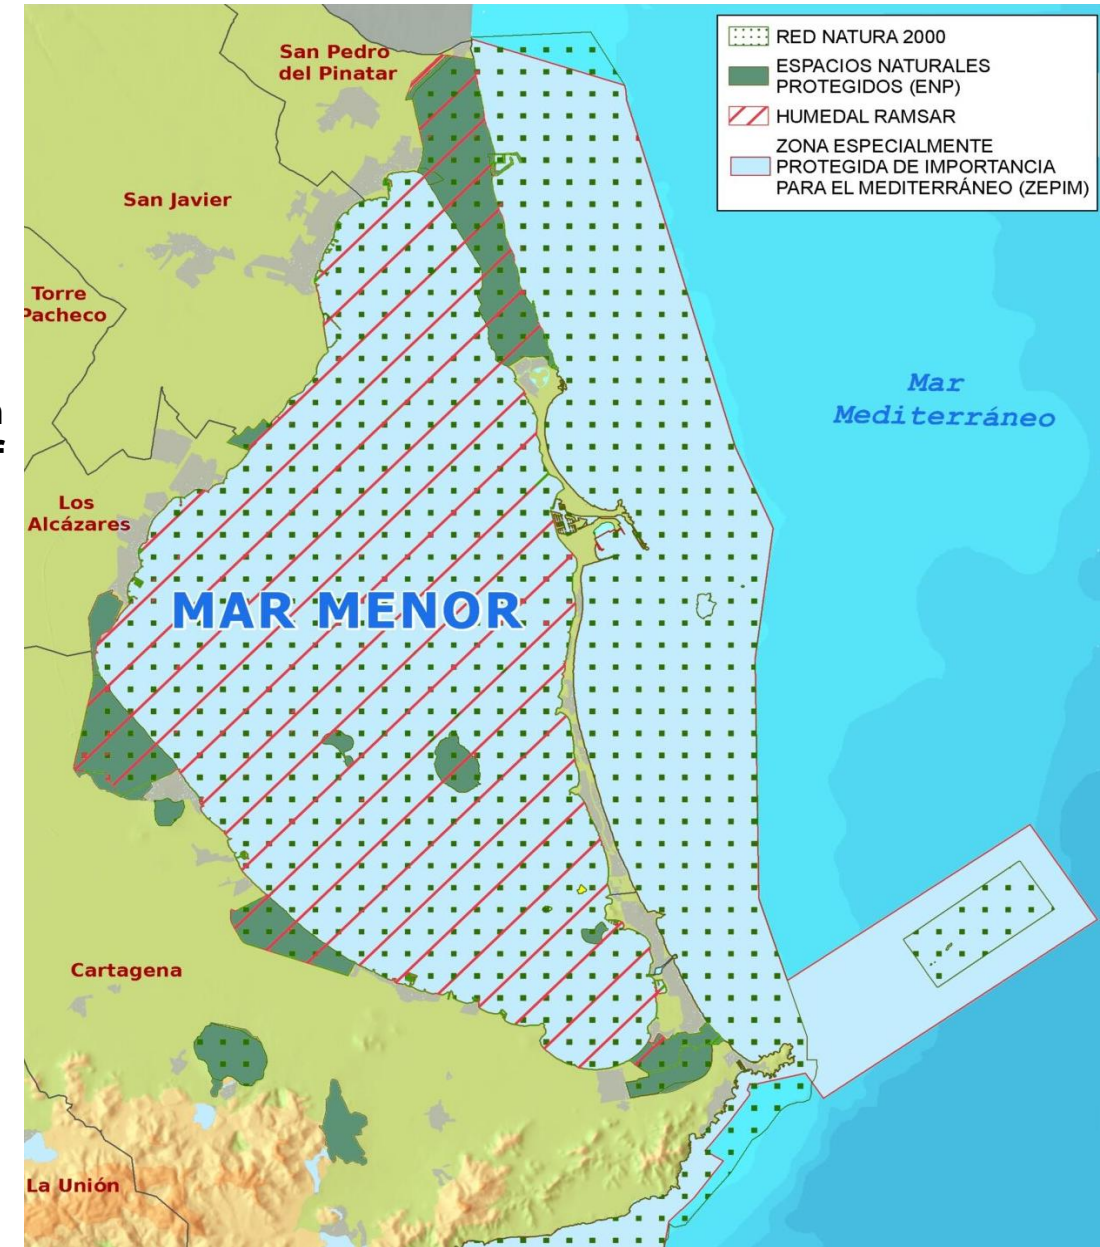 RED NATURA 2000
ESPACIOS NATURALES
PROTEGIDOS (ENP)
HUMEDAL RAMSAR
ZONA ESPECIALMENTE
PROTEGIDA DE IMPORTANCIA
PARA EL MEDITERRÁNEO (ZEPIM)
San Pedro
del Pinatar
San Javier
Torre
Pacheco
Mar
Mediterráneo
Los
Alcázares
MAR MENOR
Cartagena
La Unión